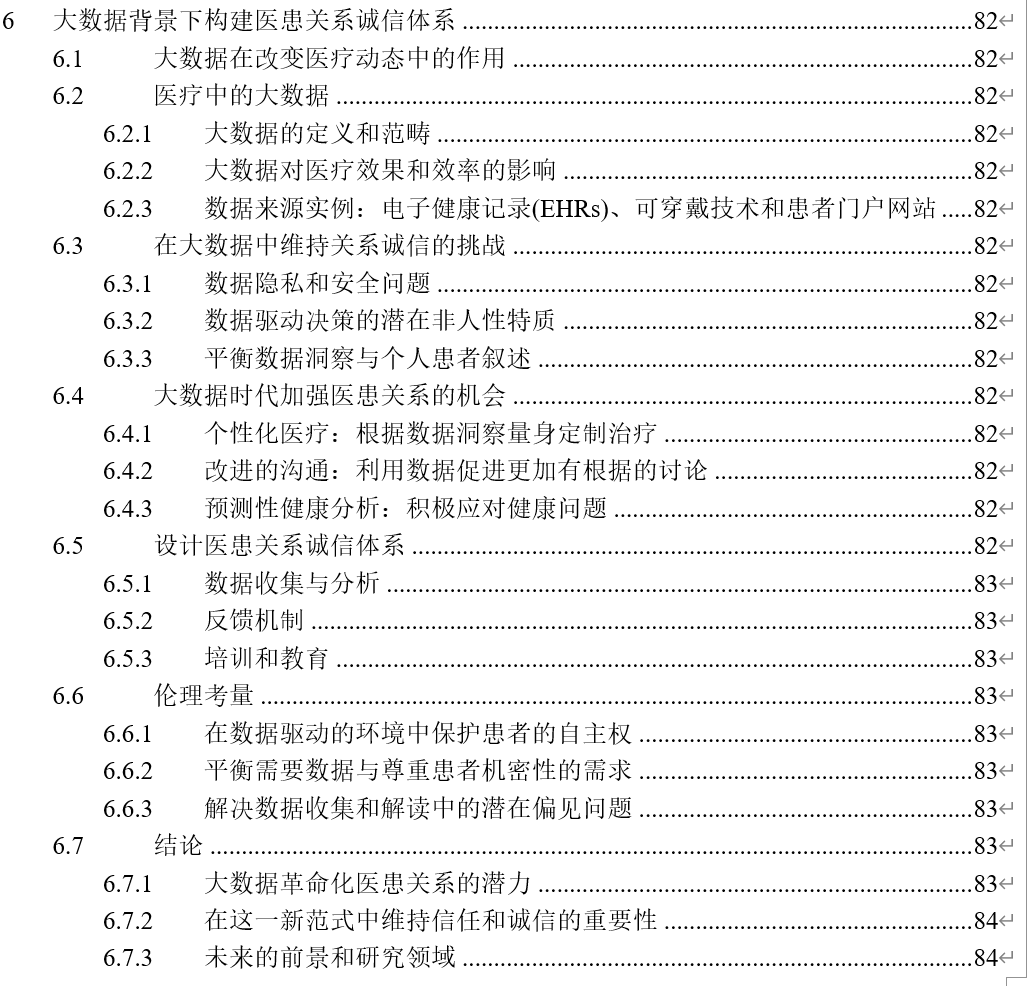 6 大数据背景下构建医患关系诚信体系 ........................................ 82
6.1 大数据在改变医疗动态中的作用 ........................................ 82
6.2 医疗中的大数据 ........................................ 82
6.2.1 大数据的定义和范畴 ........................................ 82
6.2.2 大数据对医疗效果和效率的影响 ........................................ 82
6.2.3 数据来源实例：电子健康记录(EHRs)、可穿戴技术和患者门户网站 ..... 82
6.3 在大数据中维持关系诚信的挑战 ........................................ 82
6.3.1 数据隐私和安全问题 ........................................ 82
6.3.2 数据驱动决策的潜在非人性特质 ........................................ 82
6.3.3 平衡数据洞察与个人患者叙述 ........................................ 82
6.4 大数据时代加强医患关系的机会 ........................................ 82
6.4.1 个性化医疗：根据数据洞察量身定制治疗 ........................................ 82
6.4.2 改进的沟通：利用数据促进更加有根据的讨论 ........................................ 82
6.4.3 预测性健康分析：积极应对健康问题 ........................................ 82
6.5 设计医患关系诚信体系 ........................................ 82
6.5.1 数据收集与分析 ........................................ 83
6.5.2 反馈机制 ........................................ 83
6.5.3 培训和教育 ........................................ 83
6.6 伦理考量 ........................................ 83
6.6.1 在数据驱动的环境中保护患者的自主权 ........................................ 83
6.6.2 平衡需要数据与尊重患者机密性的需求 ........................................ 83
6.6.3 解决数据收集和解读中的潜在偏见问题 ........................................ 83
6.7 结论 ........................................ 83
6.7.1 大数据革命化医患关系的潜力 ........................................ 83
6.7.2 在这一新范式中维持信任和诚信的重要性 ........................................ 84
6.7.3 未来的前景和研究领域 ........................................ 84